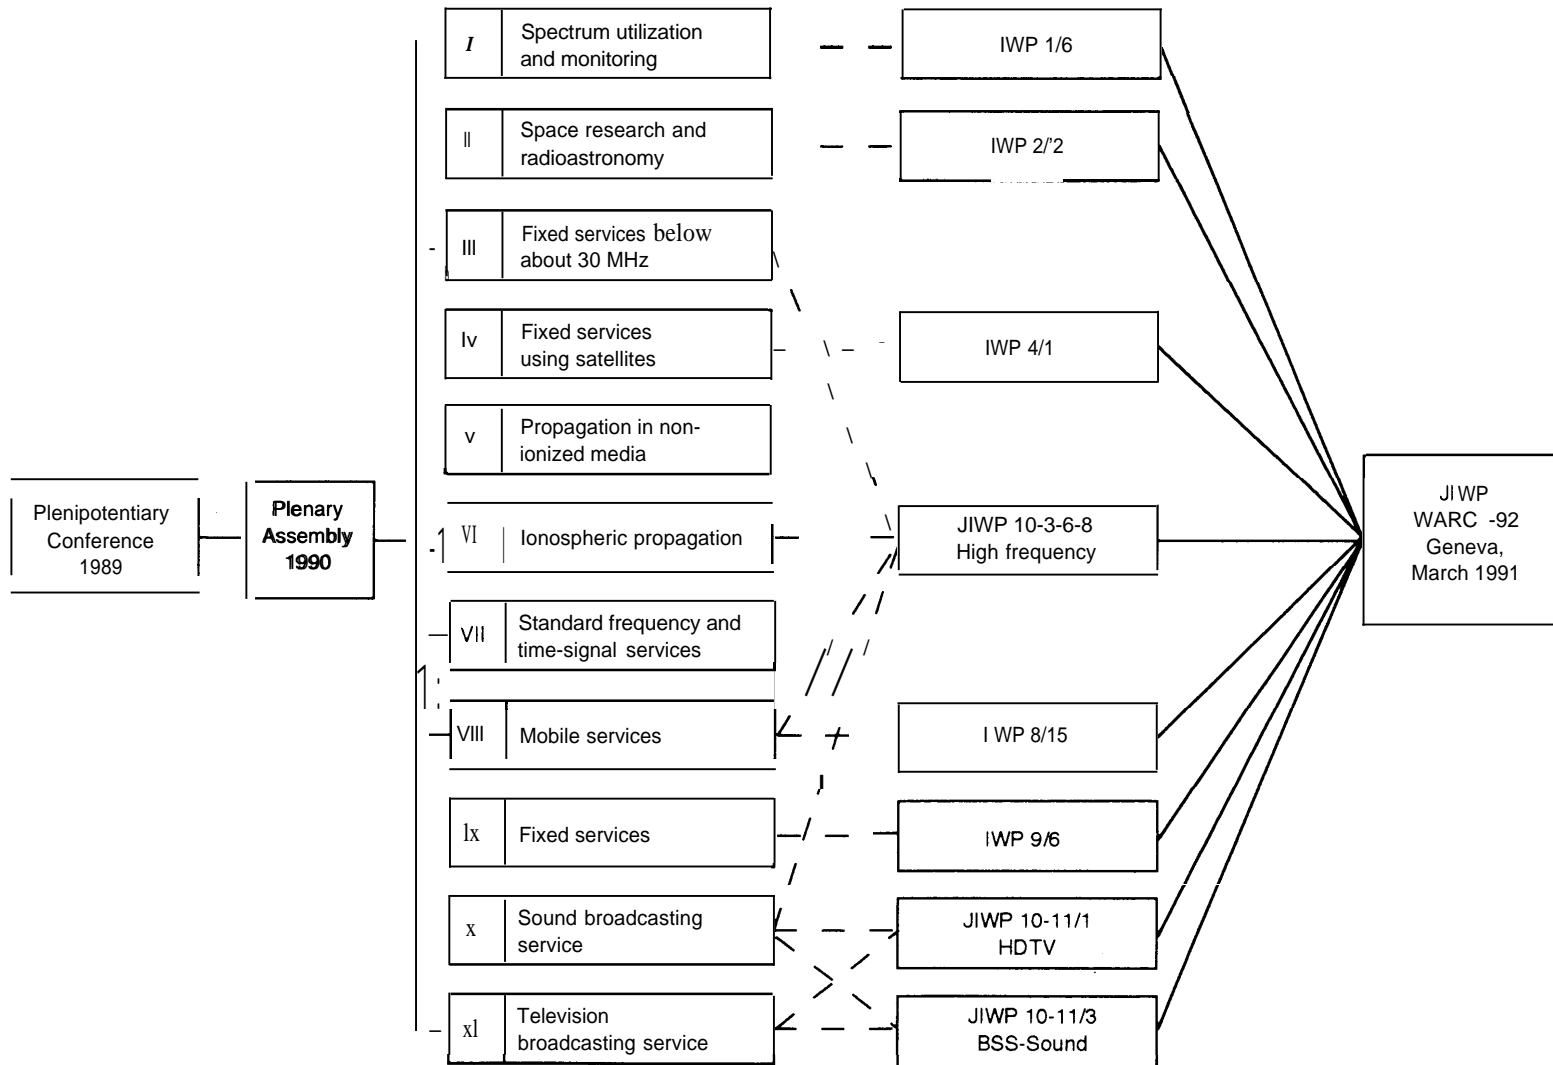 Plenipotentiary
Conference
1989
Plenary
Assembly
1990
I Spectrum utilization
and monitoring
II Space research and
radioastronomy
III Fixed services below
about 30 MHz
Iv Fixed services
using satellites
v Propagation in non-
ionized media
VI Ionospheric propagation
VII Standard frequency and
time-signal services
VIII Mobile services
lx Fixed services
x Sound broadcasting
service
xl Television
broadcasting service
IWP 1/6
IWP 2/'2
IWP 4/1
JIWP 10-3-6-8
High frequency
I WP 8/15
IWP 9/6
JIWP 10-11/1
HDTV
JIWP 10-11/3
BSS-Sound
JIWP
WARC -92
Geneva,
March 1991